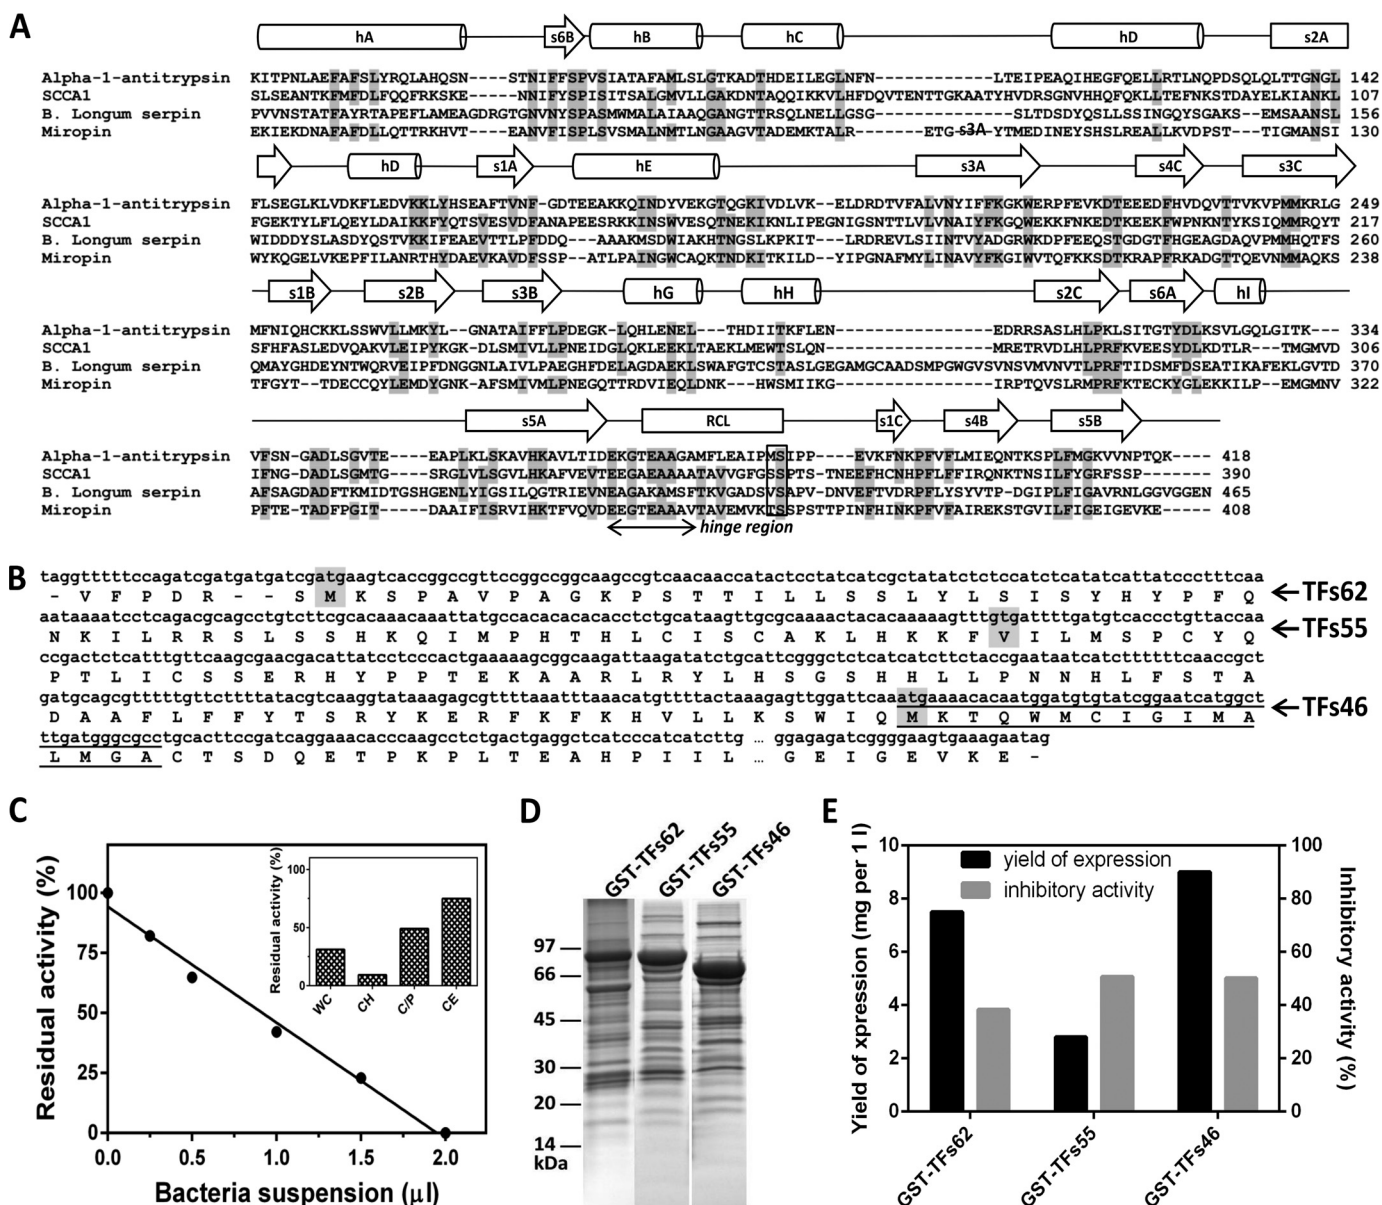 A
hA s6B hB hC hD s2A
Alpha-1-antitrypsin KITPNLAEFAFSLYRQLAHQSN----STNIFFSPVSIATAFAMLSLGTKADTHDEILEGLNFN------------LTEIPEAQIHEGFQELLRTLNQPDSQLQLTTGNGL 142
SCCA1 SLSEANTKFMFDLFQQFRKSKE----NNIFYSPISITSALGMVLLGAKDNTAQQIKKVLHFDQVTENTTGKAATYHVDRSGNVHHQFQKLLTEFNKSTDAYELKIANKL 107
B. Longum serpin PVVNSTATFAYRTAPEFLAMEAGDRGTGNVNYSPASMWMALAIAAQGANGTTRSQLNELLGSG--------------SLTDSDYQSLLSSINGQYSGAKS---EMSAANSL 156
Miropin EKIEKDNAFAFDLLQTTRKHVT----EANVFISPLSVSMALNMTLNGAAGVTADEMKTALR-------ETG-s3A-YTMEDINEYSHSLREALLKVDPST----TIGMANSI 130
hD s1A hE s3A s4C s3C
Alpha-1-antitrypsin FLSEGLKLVDKFLEDVKKLYHSEAFTVNF-GDTEEAKKQINDYVEKGTQGKIVDLVK--ELDRDTVFALVNYIFFKGKWERPFEVKDTEEEDFHVDQVTTVKVPMMKRLG 249
SCCA1 FGEKTYLFLQEYLDAIKKFYQTSVESVDFANAPEESRKKINSWVESQTNEKIKNLIPEGNIGSNTTLVLVNAIYFKGQWEKKFNKEDTKEEKFWPNKNTYKSIQMMRQYT 217
B. Longum serpin WIDDDYSLASDYQSTVKKIFEAEVTTLPFDDQ---AAAKMSDWIAKHTNGSLKPKIT---LRDREVLSIINTVYADGRWKDPFEEQSTGDGTFHGEAGDAQVPMMHQTFS 260
Miropin WYKQGELVKEPFILANRTHYDAEVKAVDFSSP--ATLPAINGWCAQKTNDKITKILD--YIPGNAFMYLINAVYFKGIWVTQFKKSDTKRAPFRKADGTTQEVNMMAQKS 238
s1B s2B s3B hG hH s2C s6A hI
Alpha-1-antitrypsin MFNIQHCKKLSSWVLLMKYL-GNATAIFFLPDEGK-LQHLENEL---THDIITKFLEN----------------EDRRSASLHLPKLSITGTYDLKSVLGQLGITK--- 334
SCCA1 SFHFASLEDVQAKVLEIPYKGK-DLSMIVLLPNEIDGLQKLEEKLTAEKLMEWTSLQN----------------MRETRVDLHLPRFKVEESYDLKDTLR---TMGMVD 306
B. Longum serpin QMAYGHDEYNTWQRVEIPFDNGGNLAIVLPAEGHFDELAGDAEKLSWAFGTCSTASLGEGAMGCAADSMPGWGVSVNSVMVNVTLPRFTIDSMFDSEATIKAFEKLGVTD 370
Miropin TFGYT--TDECCQYLEMDYGNK-AFSMIVMLPNEGQTTRDVIEQLDNK--HWSMIIKG----------------IRPTQVSLRMPRFKTECKYGLEKKILP--EMGMNV 322
s5A RCL s1C s4B s5B
Alpha-1-antitrypsin VFSN-GADLSGVTE-----EAPLKLSKAVHKAVLTIDEKGTEAAGAMFLEAIPMSIPP----EVKFNKPFVFLMIEQNTKSPLFMGKVVNPTQK---- 418
SCCA1 IFNG-DADLSGMTG-----SRGLVLSGVLHKAFVEVTEEGAEAAAATAVVGFGSSPTS-TNEEFHCNHPFLFFIRQNKTNSILFYGRFSSP------- 390
B. Longum serpin AFSAGDADFTKMIDTGSHGENLYIGSILQGTRIEVNEAGAKAMSFTKVGADSVSAPV-DNVEFTVDRPFLYSYVTP-DGIPLFIGAVRNLGGVGGEN 465
Miropin PFTE-TADFPGIT------DAAIFISRVIHKTFVQVDEEGTEAAAVTAVEMVKTSSPSTTPINFHINKPFVFAIREKSTGVILFIGEIGEVKE----- 408
hinge region
B
taggtttttccagatcgatgatgatcgatgaagtcaccggccgttccggccggcaagccgtcaacaaccatactcctatcatcgctatatctctccatctcatatcattatccctttcaa
- V F P D R - - S M K S P A V P A G K P S T T I L L S S L Y L S I S Y H Y P F Q ←TFs62
aataaaatcctacgcagatcgcctgtcttcgcacaaacaaataatgccacacacacctctgtataagttgcgcaaaactacacaaaaagtttgtgattttgatgtcaccctgttaccaa
N K I L R R S L S S H K Q I M P H T H L C I S C A K L H K K F V I L M S P C Y Q ←TFs55
ccgactctcatttgttcaagcgaacgacattatcctcccactgaaaaagcggcaagattaagatatctgcattcgggctctcatcatcttctaccgaataatcatctttttttcaaccgct
P T L I C S S E R H Y P P T E K A A R L R Y L H S G S H H L L P N N H L F S T A
gatgcagcgtttttgttcttttatacgtcaaggtataaagagcgttttaaatttaaacatgttttactaaagagttggattcaaatgaaaacacaatggatgtgtatcggaatcatggct
D A A F L F F Y T S R Y K E R F K F K H V L L K S W I Q M K T Q W M C I G I M A ←TFs46
ttgatgggcgcctgcacttccgatcaggaaacacccaagcctctgactgaggctcatcccatcatcttg ... ggagagatcggggaagtgaaagaatag
L M G A C T S D Q E T P K P L T E A H P I I L ... G E I G E V K E -
C
Residual activity (%)
100
75
50
25
0
0.0 0.5 1.0 1.5 2.0
Bacteria suspension (µl)
Residual activity (%)
100
50
0
WC CH C/P CE
D
GST-TFs62 GST-TFs55 GST-TFs46
97
66
45
30
20
14
kDa
E
yield of expression
inhibitory activity
Yield of xpression (mg per 1 l)
10
8
6
4
2
0
Inhibitory activity (%)
100
80
60
40
20
0
GST-TFs62 GST-TFs55 GST-TFs46